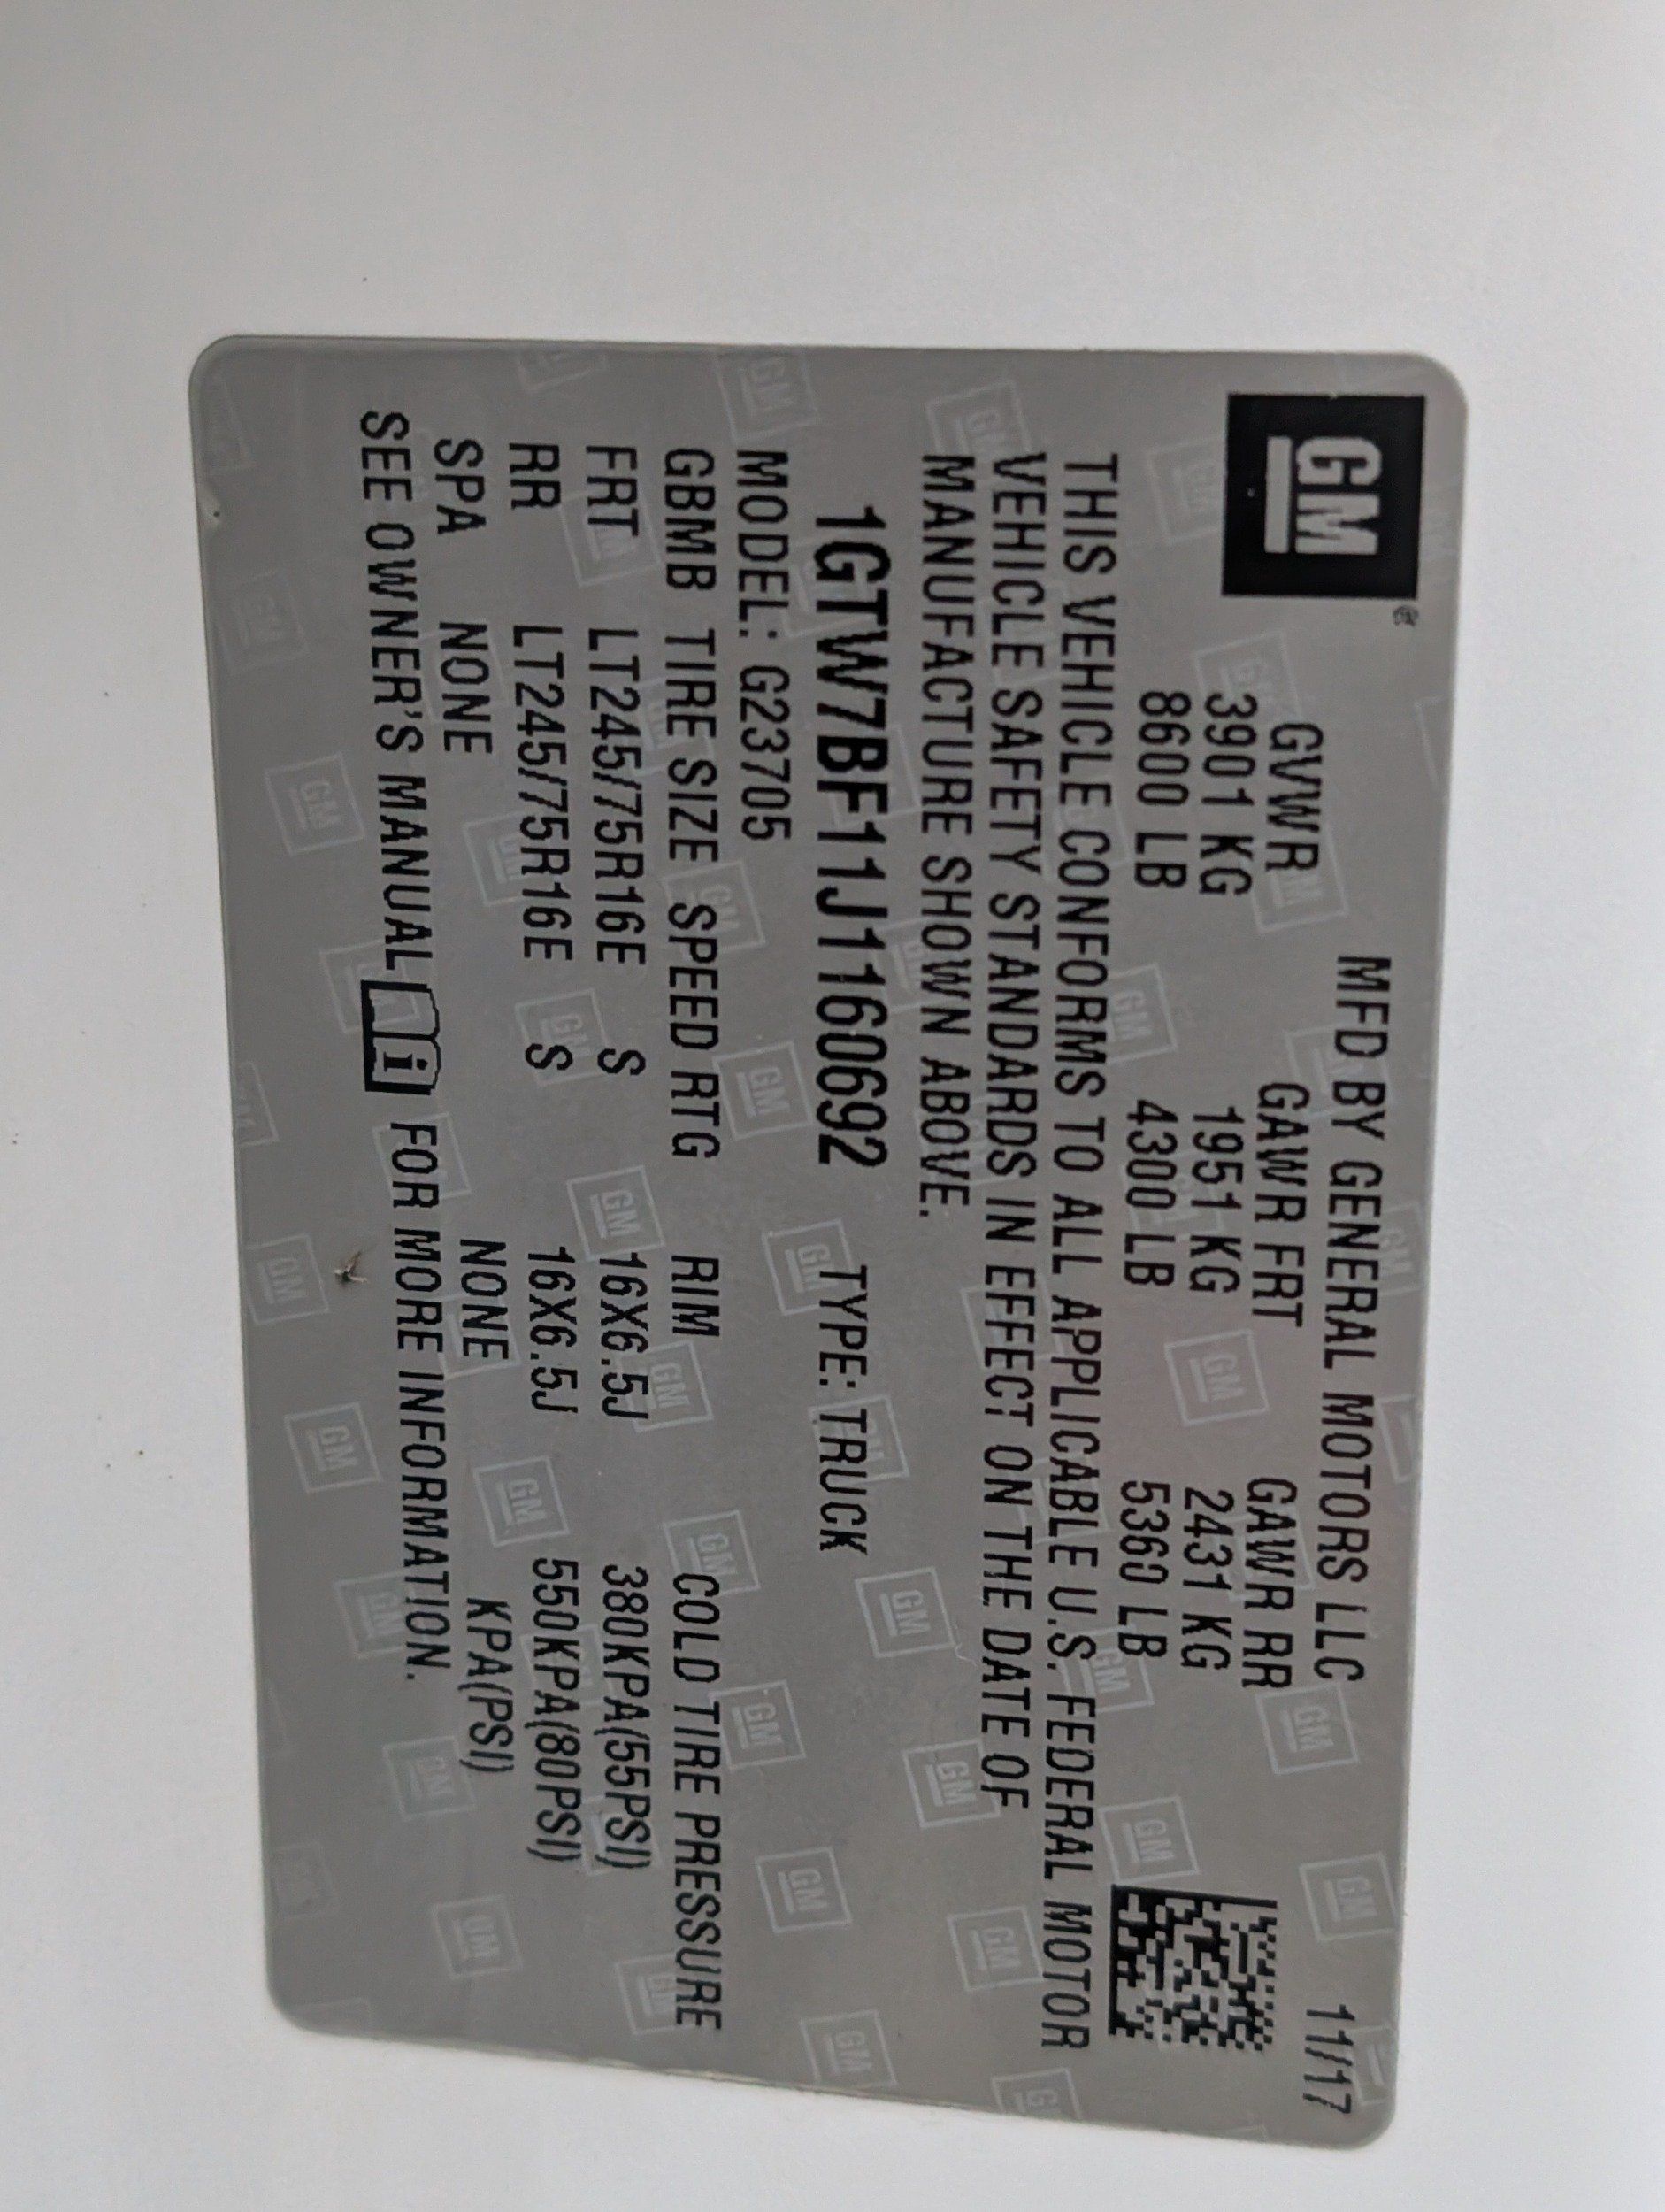 GM
MFD BY GENERAL MOTORS LLC 11/17
GVWR GAWR FRT GAWR RR
3901 KG 1951 KG 2431 KG
8600 LB 4300 LB 5360 LB
THIS VEHICLE CONFORMS TO ALL APPLICABLE U.S. FEDERAL MOTOR
VEHICLE SAFETY STANDARDS IN EFFECT ON THE DATE OF
MANUFACTURE SHOWN ABOVE.
1GTW7BF11J1160692 TYPE: TRUCK
MODEL: G23705
GBMB TIRE SIZE SPEED RTG RIM COLD TIRE PRESSURE
FRT LT245/75R16E S 16X6.5J 380KPA(55PSI)
RR LT245/75R16E S 16X6.5J 550KPA(80PSI)
SPA NONE NONE KPA(PSI)
SEE OWNER'S MANUAL i FOR MORE INFORMATION.